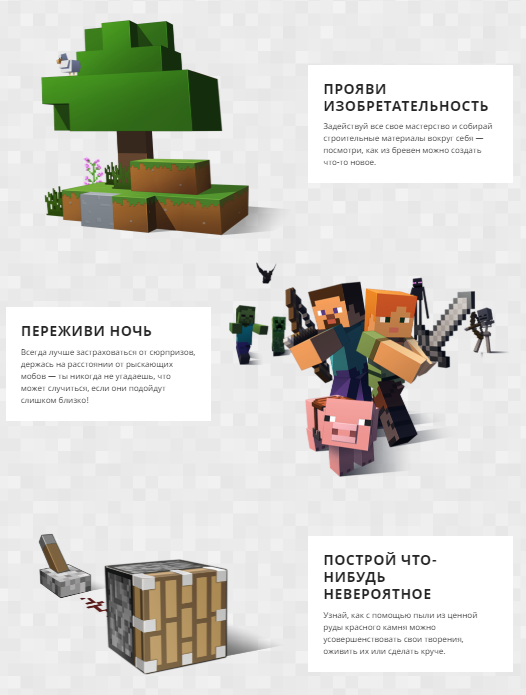 ПРОЯВИ
ИЗОБРЕТАТЕЛЬНОСТЬ
Задействуй все свое мастерство и собирай
строительные материалы вокруг себя —
посмотри, как из бревен можно создать
что-то новое.
ПЕРЕЖИВИ НОЧЬ
Всегда лучше застраховаться от сюрпризов,
держась на расстоянии от рыскающих
мобов — ты никогда не угадаешь, что
может случиться, если они подойдут
слишком близко!
ПОСТРОЙ ЧТО-
НИБУДЬ
НЕВЕРОЯТНОЕ
Узнай, как с помощью пыли из ценной
руды красного камня можно
усовершенствовать свои творения,
оживить их или сделать круче.